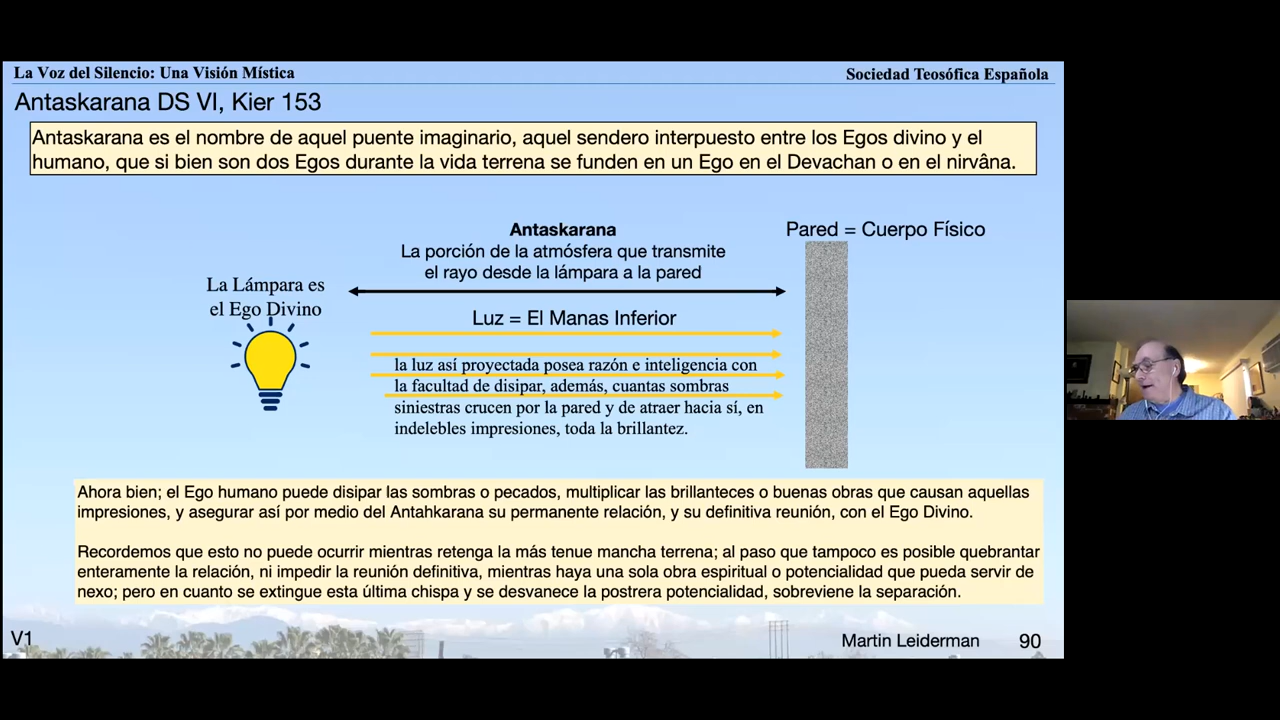 La Voz del Silencio: Una Visión Mística
Sociedad Teosófica Española
Antaskarana DS VI, Kier 153
Antaskarana es el nombre de aquel puente imaginario, aquel sendero interpuesto entre los Egos divino y el
humano, que si bien son dos Egos durante la vida terrena se funden en un Ego en el Devachan o en el nirvâna.
Antaskarana
La porción de la atmósfera que transmite
el rayo desde la lámpara a la pared
Pared = Cuerpo Físico
La Lámpara es
el Ego Divino
Luz = El Manas Inferior
la luz así proyectada posea razón e inteligencia con
la facultad de disipar, además, cuantas sombras
siniestras crucen por la pared y de atraer hacia sí, en
indelebles impresiones, toda la brillantez.
Ahora bien; el Ego humano puede disipar las sombras o pecados, multiplicar las brillanteces o buenas obras que causan aquellas
impresiones, y asegurar así por medio del Antahkarana su permanente relación, y su definitiva reunión, con el Ego Divino.
Recordemos que esto no puede ocurrir mientras retenga la más tenue mancha terrena; al paso que tampoco es posible quebrantar
enteramente la relación, ni impedir la reunión definitiva, mientras haya una sola obra espiritual o potencialidad que pueda servir de
nexo; pero en cuanto se extingue esta última chispa y se desvanece la postrera potencialidad, sobreviene la separación.
V1
Martin Leiderman
90